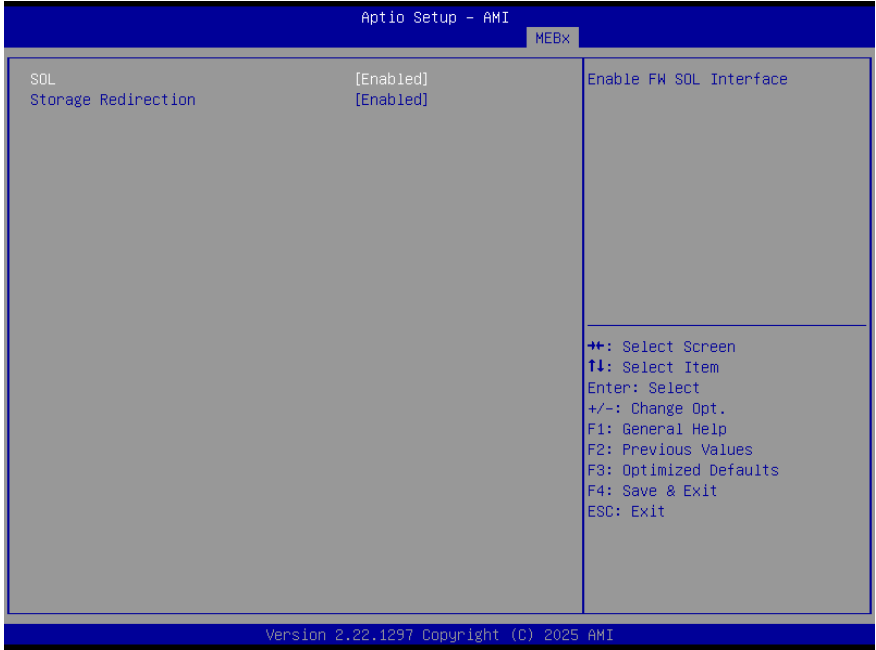 Aptio Setup – AMI
MEBx
SOL [Enabled]
Storage Redirection [Enabled]
Enable FW SOL Interface
→←: Select Screen
↑↓: Select Item
Enter: Select
+/-: Change Opt.
F1: General Help
F2: Previous Values
F3: Optimized Defaults
F4: Save & Exit
ESC: Exit
Version 2.22.1297 Copyright (C) 2025 AMI